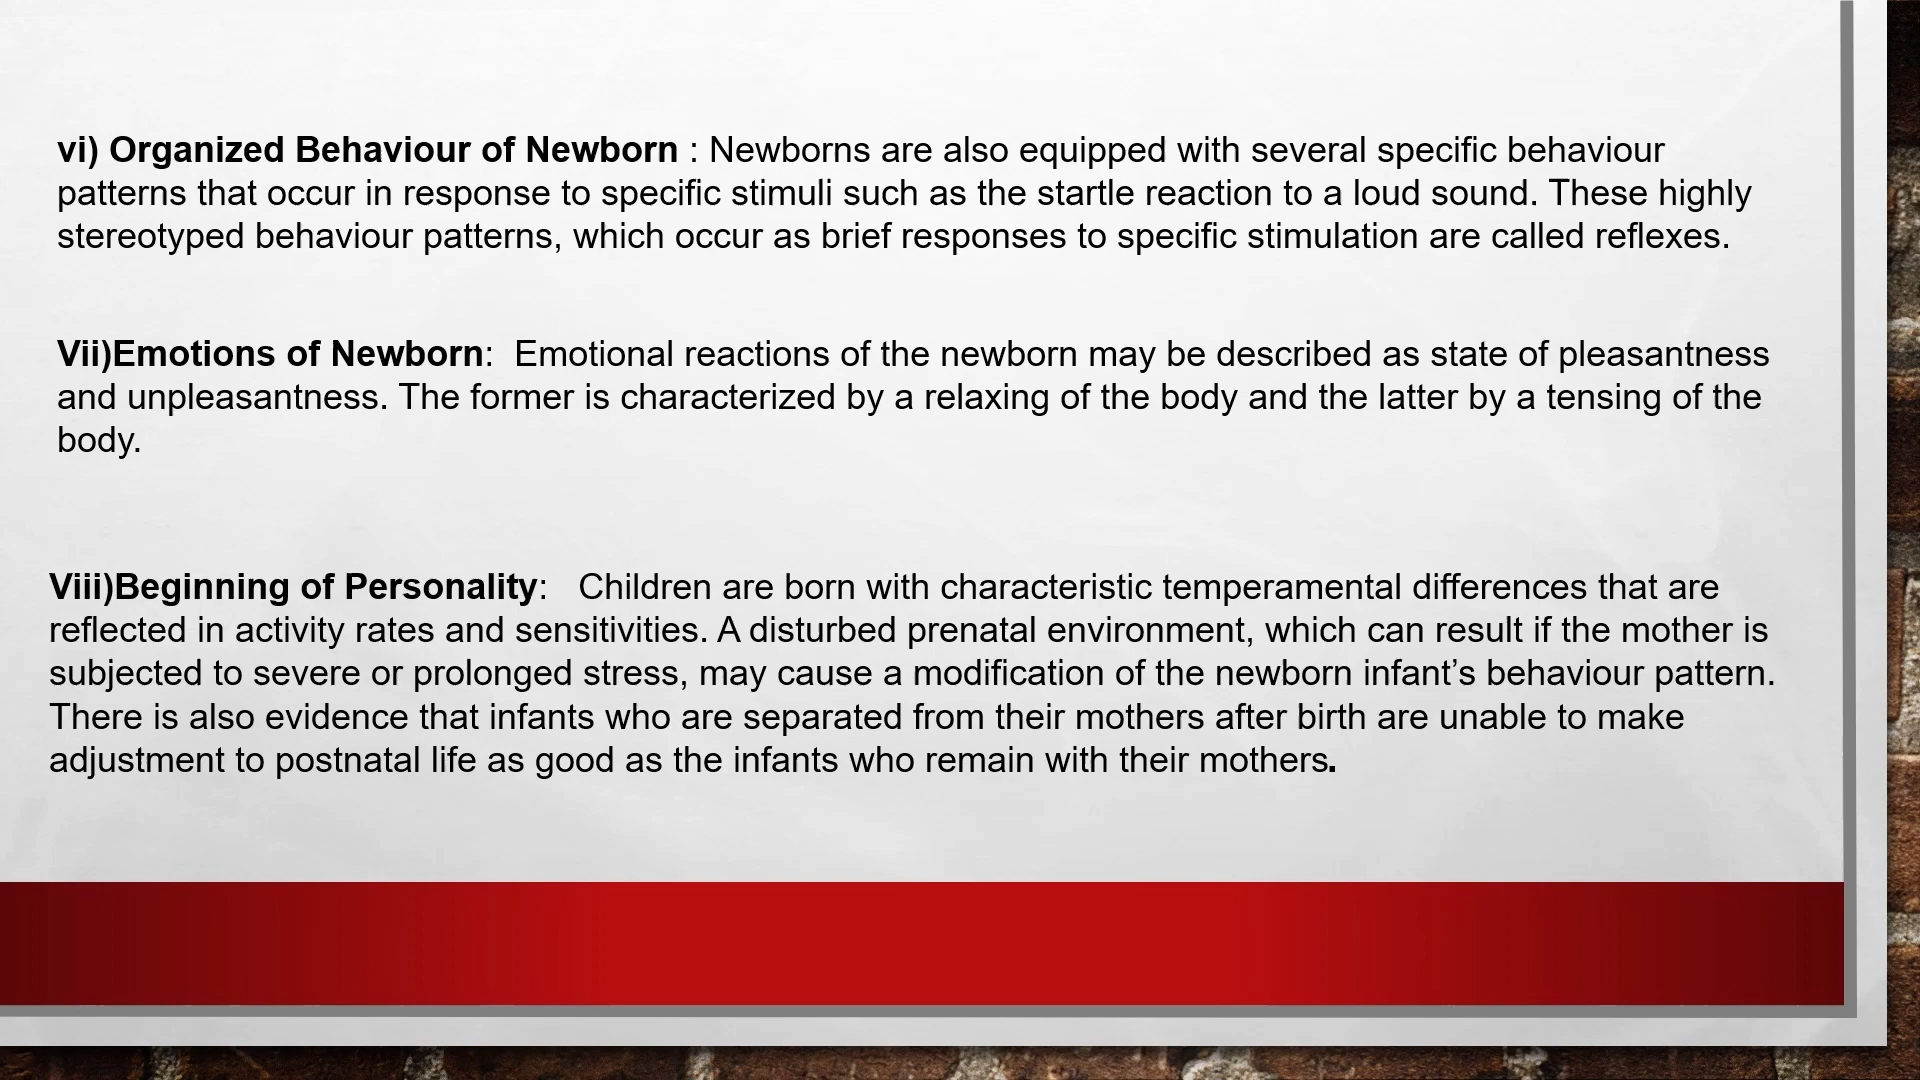 vi) Organized Behaviour of Newborn : Newborns are also equipped with several specific behaviour
patterns that occur in response to specific stimuli such as the startle reaction to a loud sound. These highly
stereotyped behaviour patterns, which occur as brief responses to specific stimulation are called reflexes.
Vii)Emotions of Newborn:  Emotional reactions of the newborn may be described as state of pleasantness
and unpleasantness. The former is characterized by a relaxing of the body and the latter by a tensing of the
body.
Viii)Beginning of Personality:   Children are born with characteristic temperamental differences that are
reflected in activity rates and sensitivities. A disturbed prenatal environment, which can result if the mother is
subjected to severe or prolonged stress, may cause a modification of the newborn infant’s behaviour pattern.
There is also evidence that infants who are separated from their mothers after birth are unable to make
adjustment to postnatal life as good as the infants who remain with their mothers.